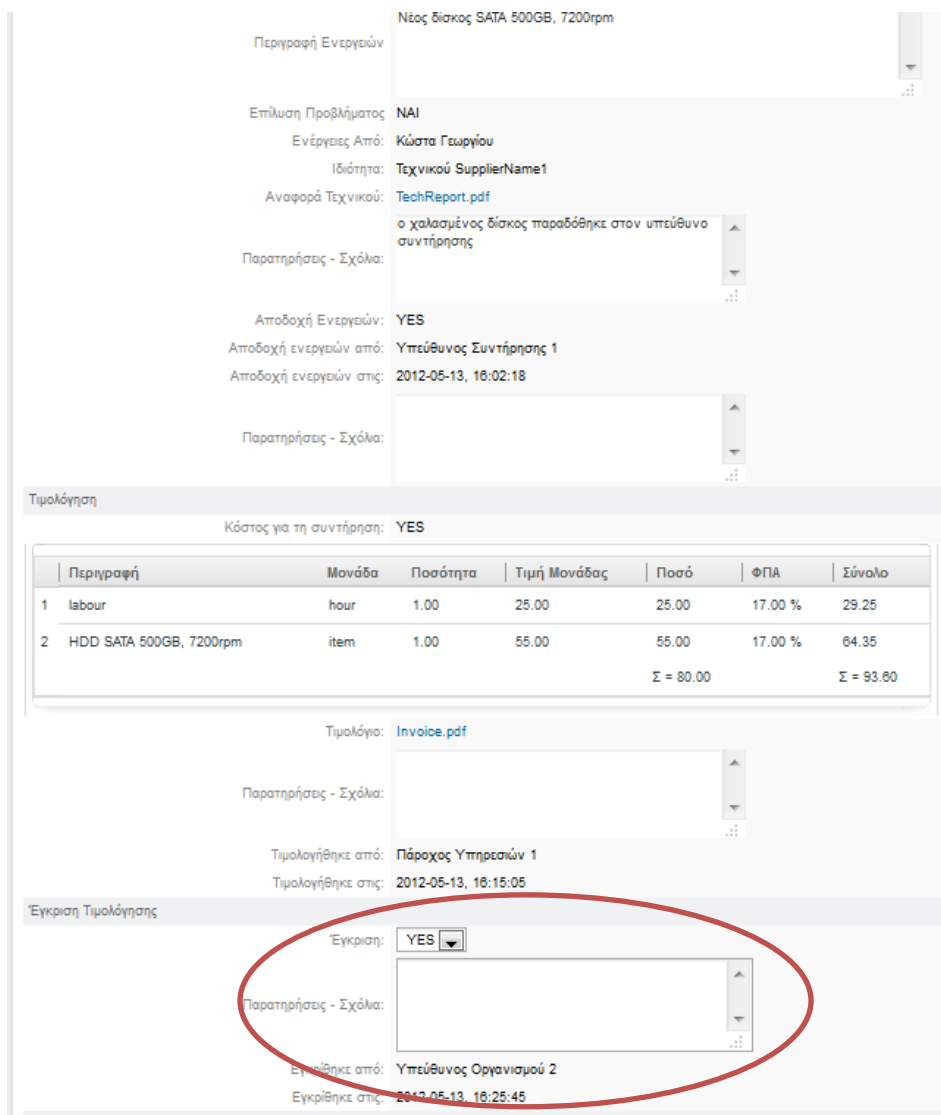 Νέος δίσκος SATA 500GB, 7200rpm
Περιγραφή Ενεργειών
Επίλυση Προβλήματος ΝΑΙ
Ενέργειες Από: Κώστα Γεωργίου
Ιδιότητα: Τεχνικού SupplierName1
Αναφορά Τεχνικού: TechReport.pdf
ο χαλασμένος δίσκος παραδόθηκε στον υπεύθυνο
συντήρησης
Παρατηρήσεις - Σχόλια:
Αποδοχή Ενεργειών: YES
Αποδοχή ενεργειών από: Υπεύθυνος Συντήρησης 1
Αποδοχή ενεργειών στις: 2012-05-13, 16:02:18
Παρατηρήσεις - Σχόλια:
Τιμολόγηση
Κόστος για τη συντήρηση: YES
Περιγραφή Μονάδα Ποσότητα Τιμή Μονάδας Ποσό ΦΠΑ Σύνολο
1 labour hour 1.00 25.00 25.00 17.00 % 29.25
2 HDD SATA 500GB, 7200rpm item 1.00 55.00 55.00 17.00 % 64.35
Σ = 80.00 Σ = 93.60
Τιμολόγιο: Invoice.pdf
Παρατηρήσεις - Σχόλια:
Τιμολογήθηκε από: Πάροχος Υπηρεσιών 1
Τιμολογήθηκε στις: 2012-05-13, 16:15:05
Έγκριση Τιμολόγησης
Έγκριση: YES
Παρατηρήσεις - Σχόλια:
Εγκρίθηκε από: Υπεύθυνος Οργανισμού 2
Εγκρίθηκε στις: 2012-05-13, 16:25:45